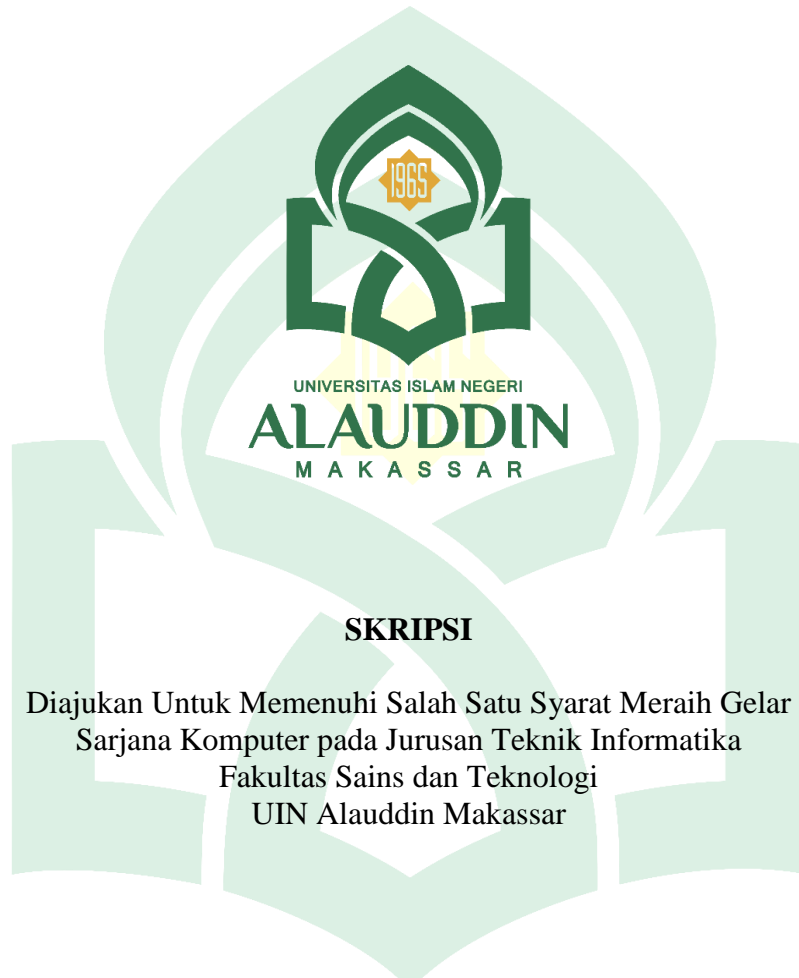 1965
UNIVERSITAS ISLAM NEGERI
ALAUDDIN
MAKASSAR
SKRIPSI
Diajukan Untuk Memenuhi Salah Satu Syarat Meraih Gelar
Sarjana Komputer pada Jurusan Teknik Informatika
Fakultas Sains dan Teknologi
UIN Alauddin Makassar